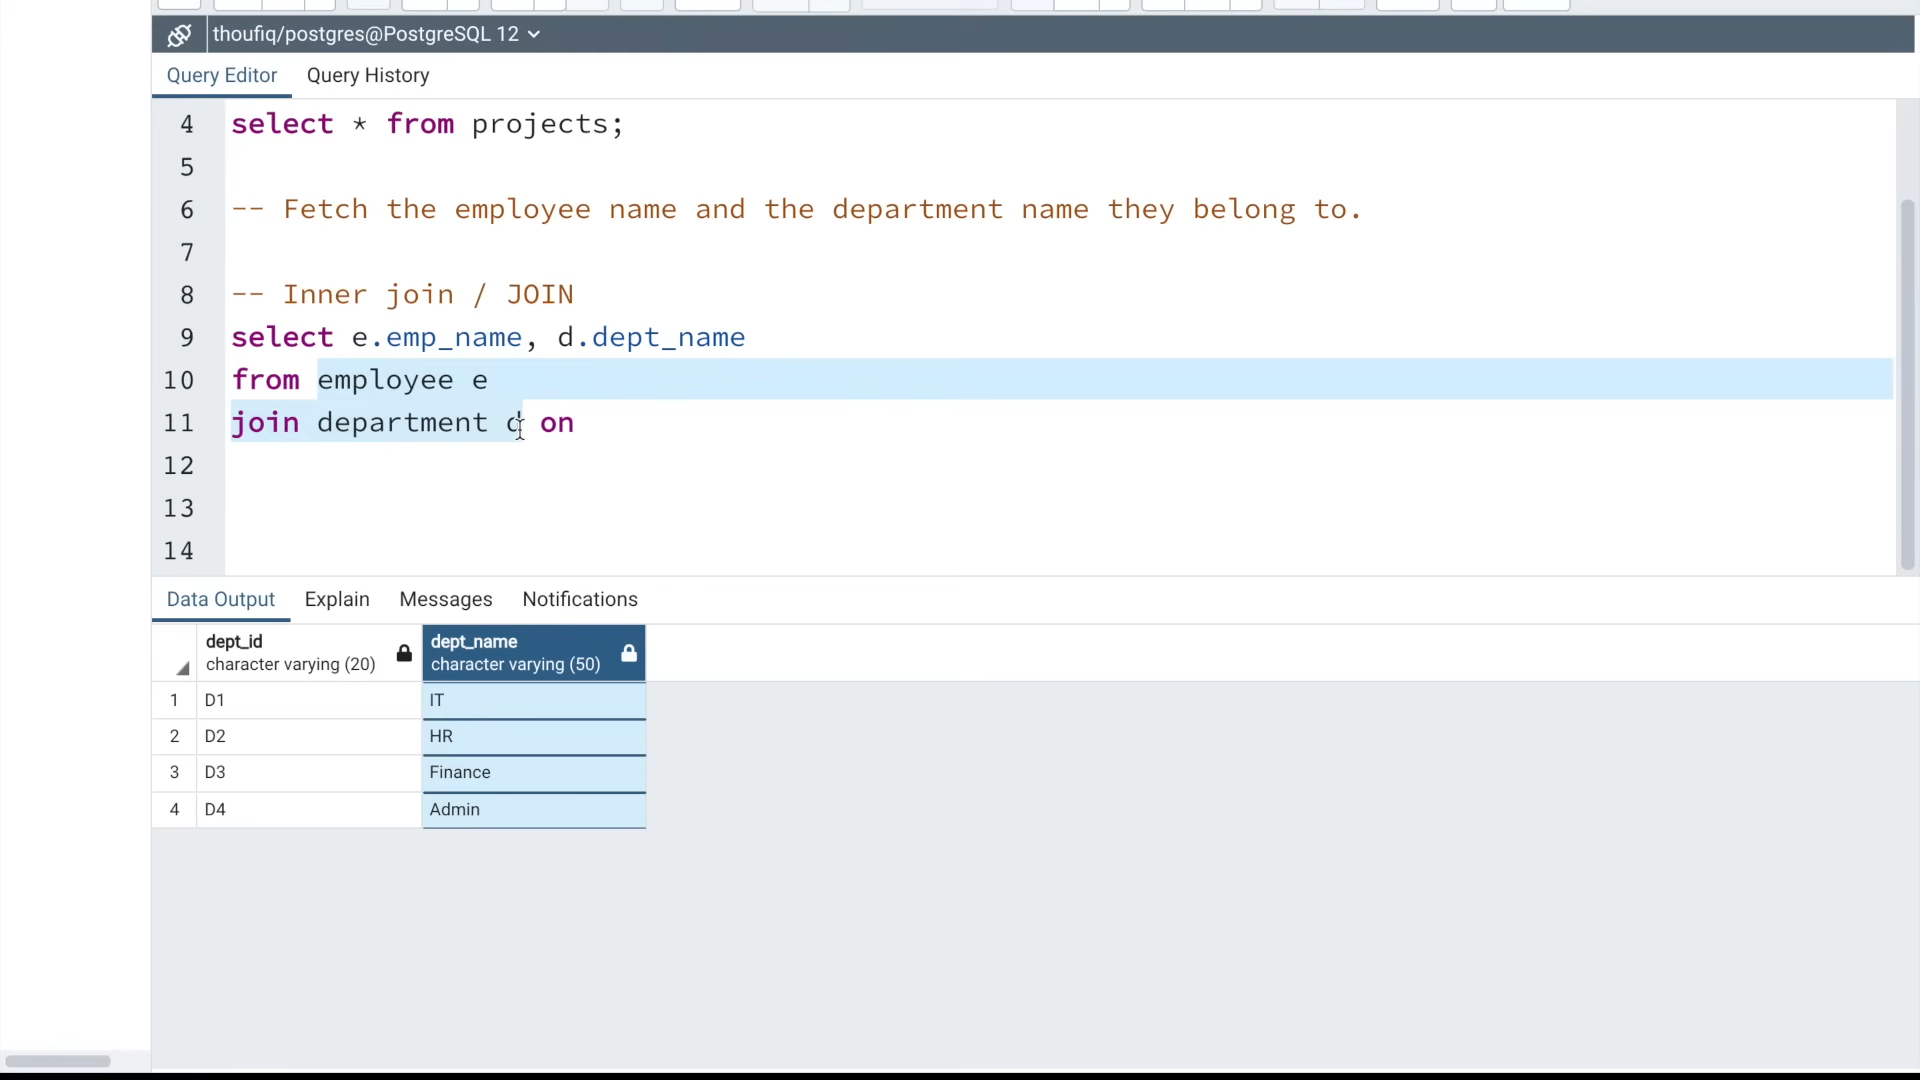 thoufiq/postgres@PostgreSQL 12
Query Editor Query History
4 select * from projects;
5
6 -- Fetch the employee name and the department name they belong to.
7
8 -- Inner join / JOIN
9 select e.emp_name, d.dept_name
10 from employee e
11 join department d on
12
13
14
Data Output Explain Messages Notifications
dept_id dept_name
character varying (20) character varying (50)
1 D1 IT
2 D2 HR
3 D3 Finance
4 D4 Admin